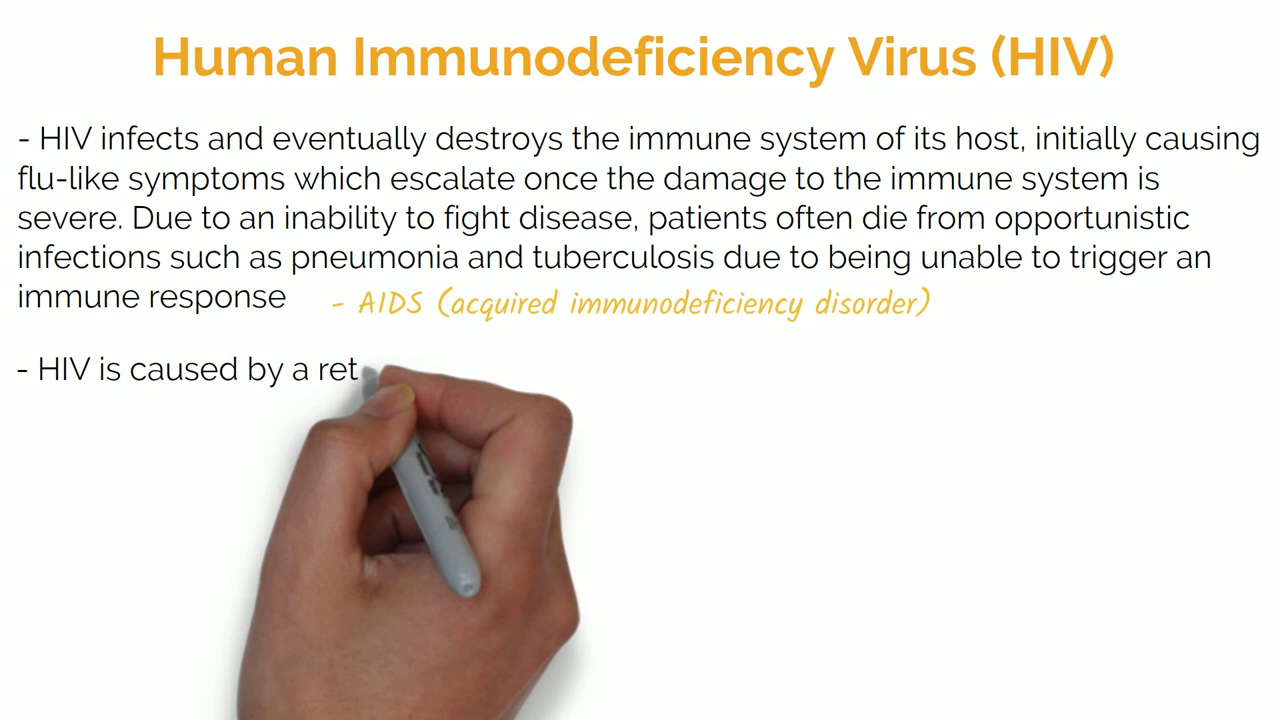 Human Immunodeficiency Virus (HIV)
- HIV infects and eventually destroys the immune system of its host, initially causing
flu-like symptoms which escalate once the damage to the immune system is
severe. Due to an inability to fight disease, patients often die from opportunistic
infections such as pneumonia and tuberculosis due to being unable to trigger an
immune response
- AIDS (acquired immunodeficiency disorder)
- HIV is caused by a ret